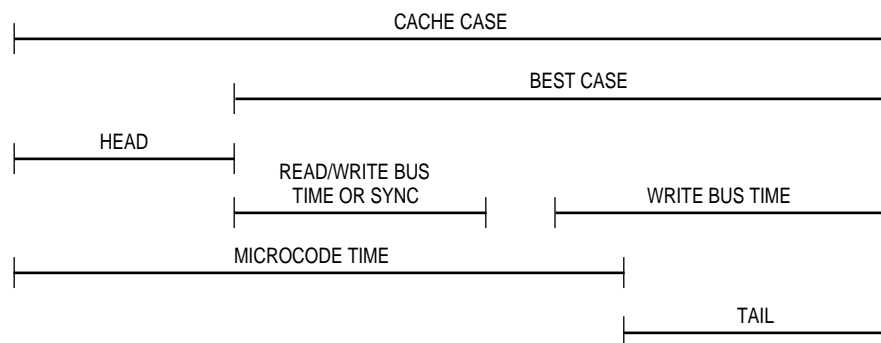 CACHE CASE
BEST CASE
HEAD
READ/WRITE BUS
TIME OR SYNC
WRITE BUS TIME
MICROCODE TIME
TAIL